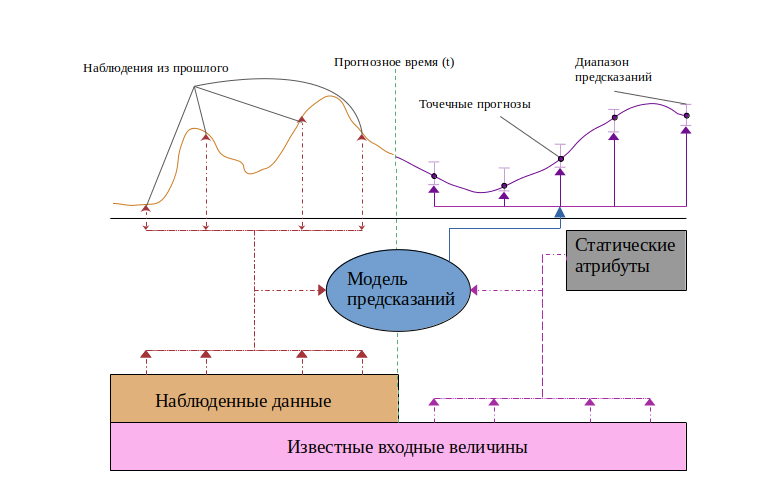 Наблюдения из прошлого
Прогнозное время (t)
Диапазон
предсказаний
Точечные прогнозы
Статические
атрибуты
Модель
предсказаний
Наблюденные данные
Известные входные величины